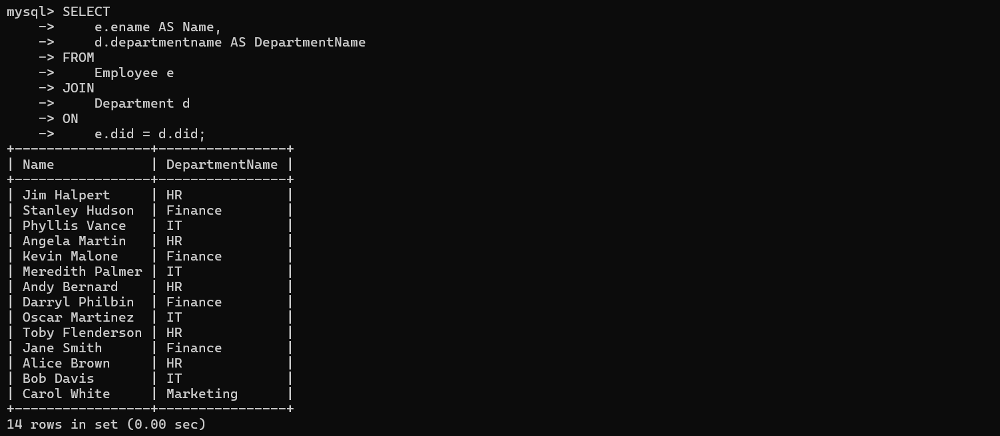 mysql> SELECT
    ->     e.ename AS Name,
    ->     d.departmentname AS DepartmentName
    -> FROM
    ->     Employee e
    -> JOIN
    ->     Department d
    -> ON
    ->     e.did = d.did;
+-----------------+----------------+
| Name            | DepartmentName |
+-----------------+----------------+
| Jim Halpert     | HR             |
| Stanley Hudson  | Finance        |
| Phyllis Vance   | IT             |
| Angela Martin   | HR             |
| Kevin Malone    | Finance        |
| Meredith Palmer | IT             |
| Andy Bernard    | HR             |
| Darryl Philbin  | Finance        |
| Oscar Martinez  | IT             |
| Toby Flenderson | HR             |
| Jane Smith      | Finance        |
| Alice Brown     | HR             |
| Bob Davis       | IT             |
| Carol White     | Marketing      |
+-----------------+----------------+
14 rows in set (0.00 sec)